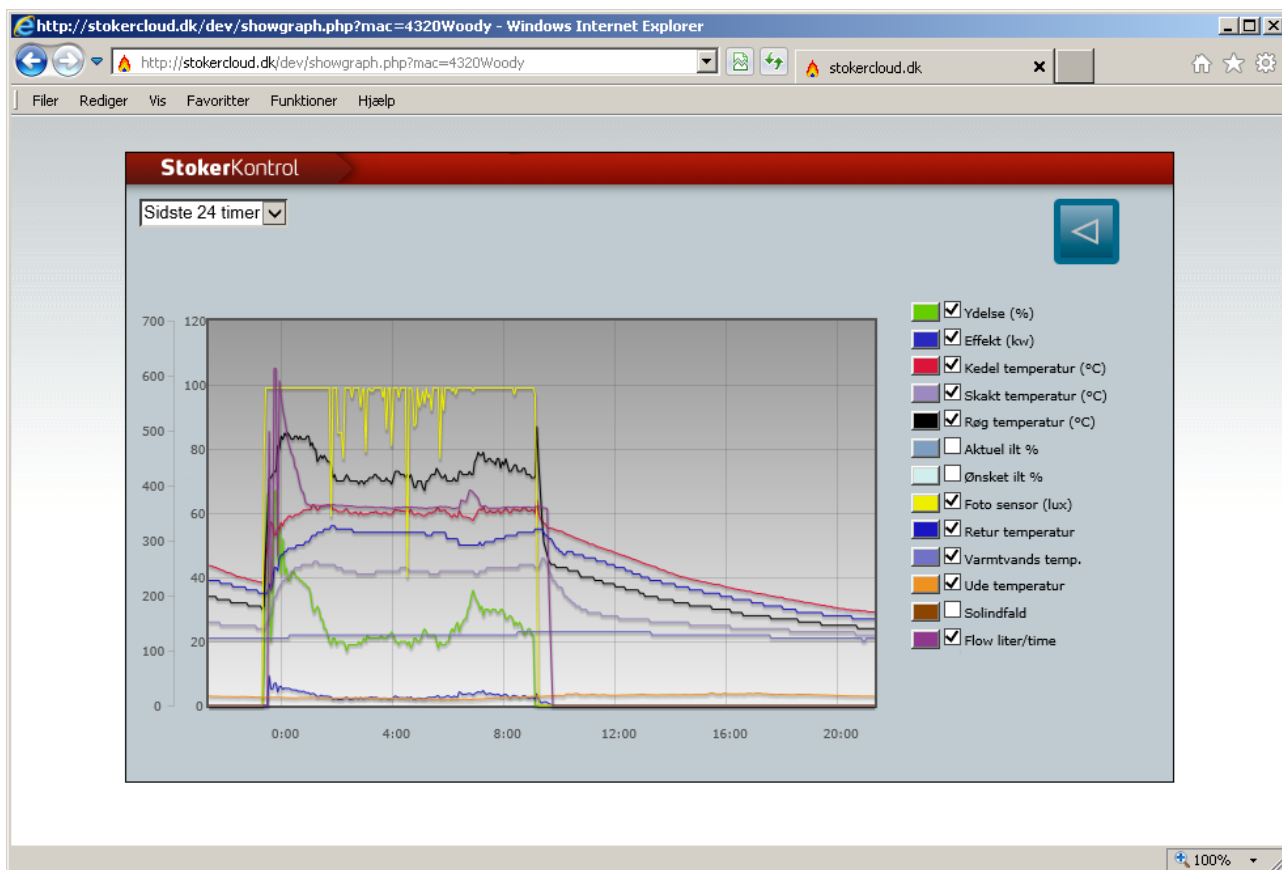 http://stokercloud.dk/dev/showgraph.php?mac=4320Woody - Windows Internet Explorer
http://stokercloud.dk/dev/showgraph.php?mac=4320Woody
stokercloud.dk
Filer Rediger Vis Favoritter Funktioner Hjælp
StokerKontrol
Sidste 24 timer
700
600
500
400
300
200
100
0
120
100
80
60
40
20
0
0:00 4:00 8:00 12:00 16:00 20:00
Ydelse (%)
Effekt (kw)
Kedel temperatur (ºC)
Skakt temperatur (ºC)
Røg temperatur (ºC)
Aktuel ilt %
Ønsket ilt %
Foto sensor (lux)
Retur temperatur
Varmtvands temp.
Ude temperatur
Solindfald
Flow liter/time
100%